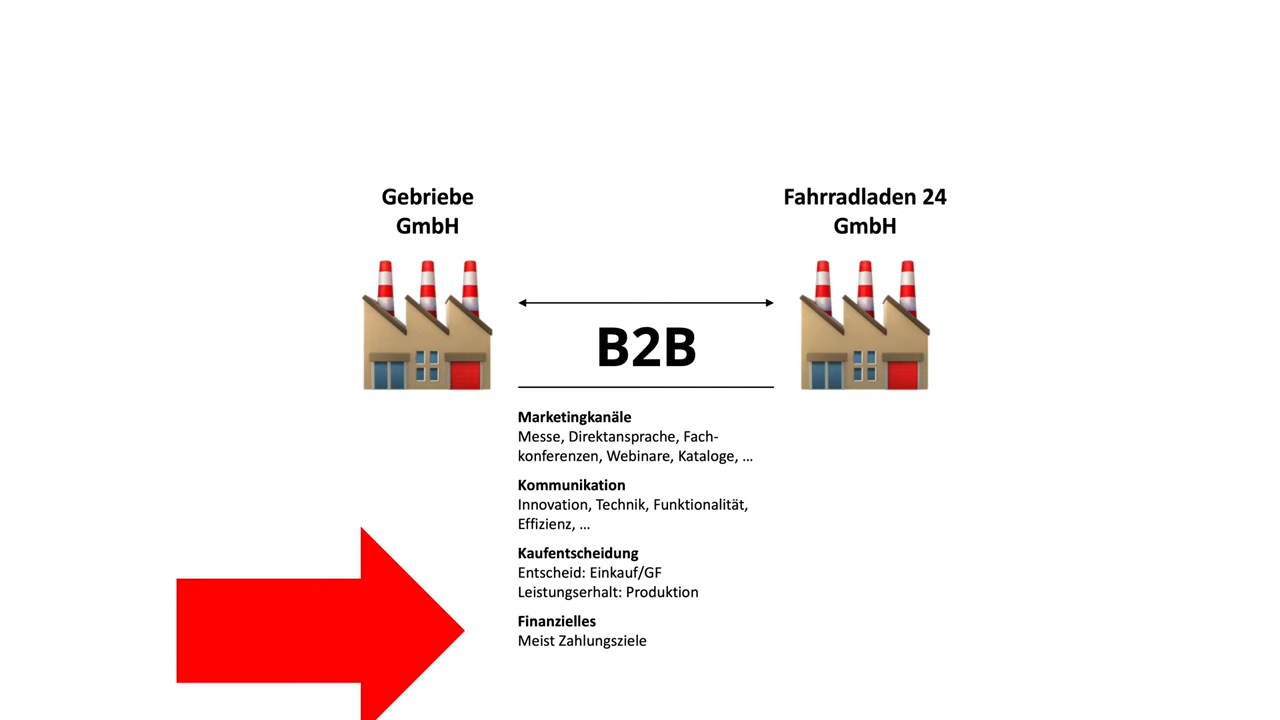 Gebriebe
GmbH
Fahrradladen 24
GmbH
B2B
Marketingkanäle
Messe, Direktansprache, Fach-
konferenzen, Webinare, Kataloge, ...
Kommunikation
Innovation, Technik, Funktionalität,
Effizienz, ...
Kaufentscheidung
Entscheid: Einkauf/GF
Leistungserhalt: Produktion
Finanzielles
Meist Zahlungsziele